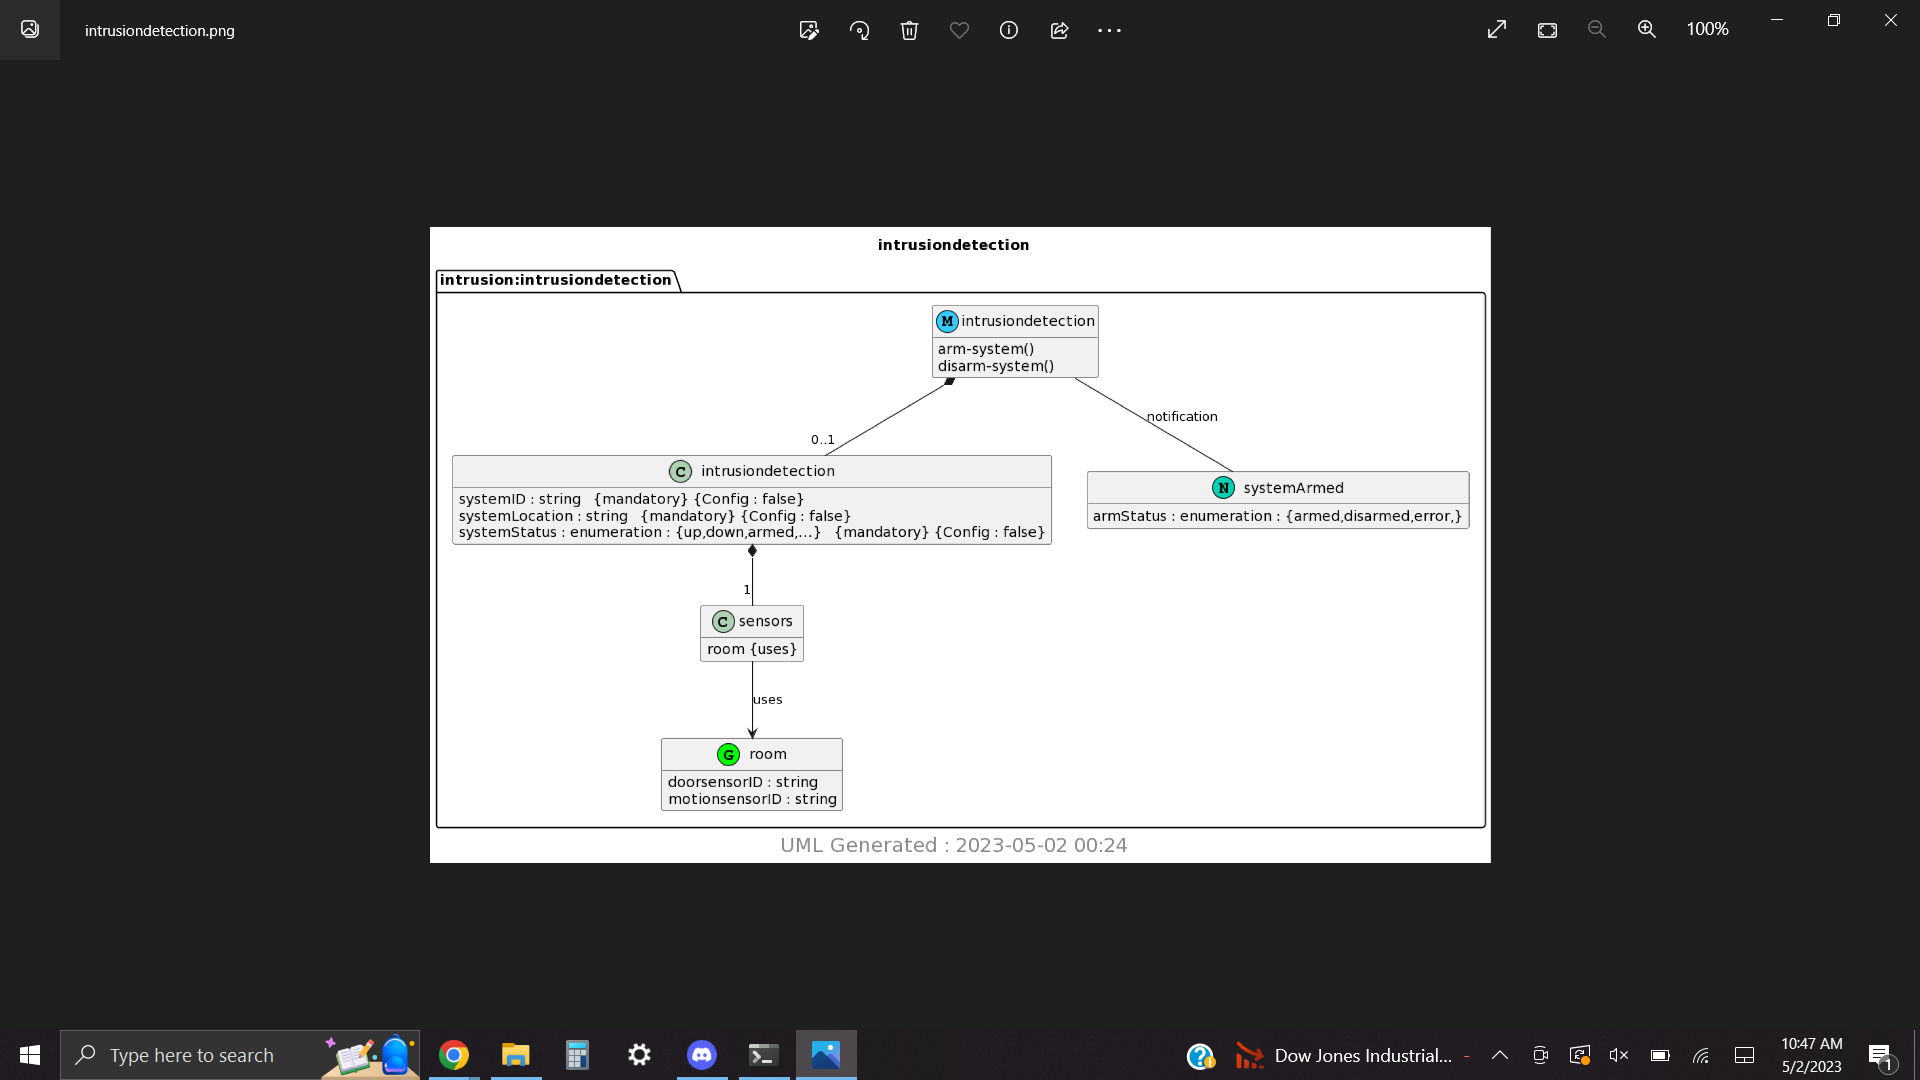 intrusiondetection.png
100%
intrusiondetection
intrusion:intrusiondetection
M intrusiondetection
arm-system()
disarm-system()
notification
0..1
C intrusiondetection
systemID : string {mandatory} {Config : false}
systemLocation : string {mandatory} {Config : false}
systemStatus : enumeration : {up,down,armed,...} {mandatory} {Config : false}
N systemArmed
armStatus : enumeration : {armed,disarmed,error,}
1
C sensors
room {uses}
uses
G room
doorsensorID : string
motionsensorID : string
UML Generated : 2023-05-02 00:24
Type here to search
Dow Jones Industrial...
10:47 AM
5/2/2023
1